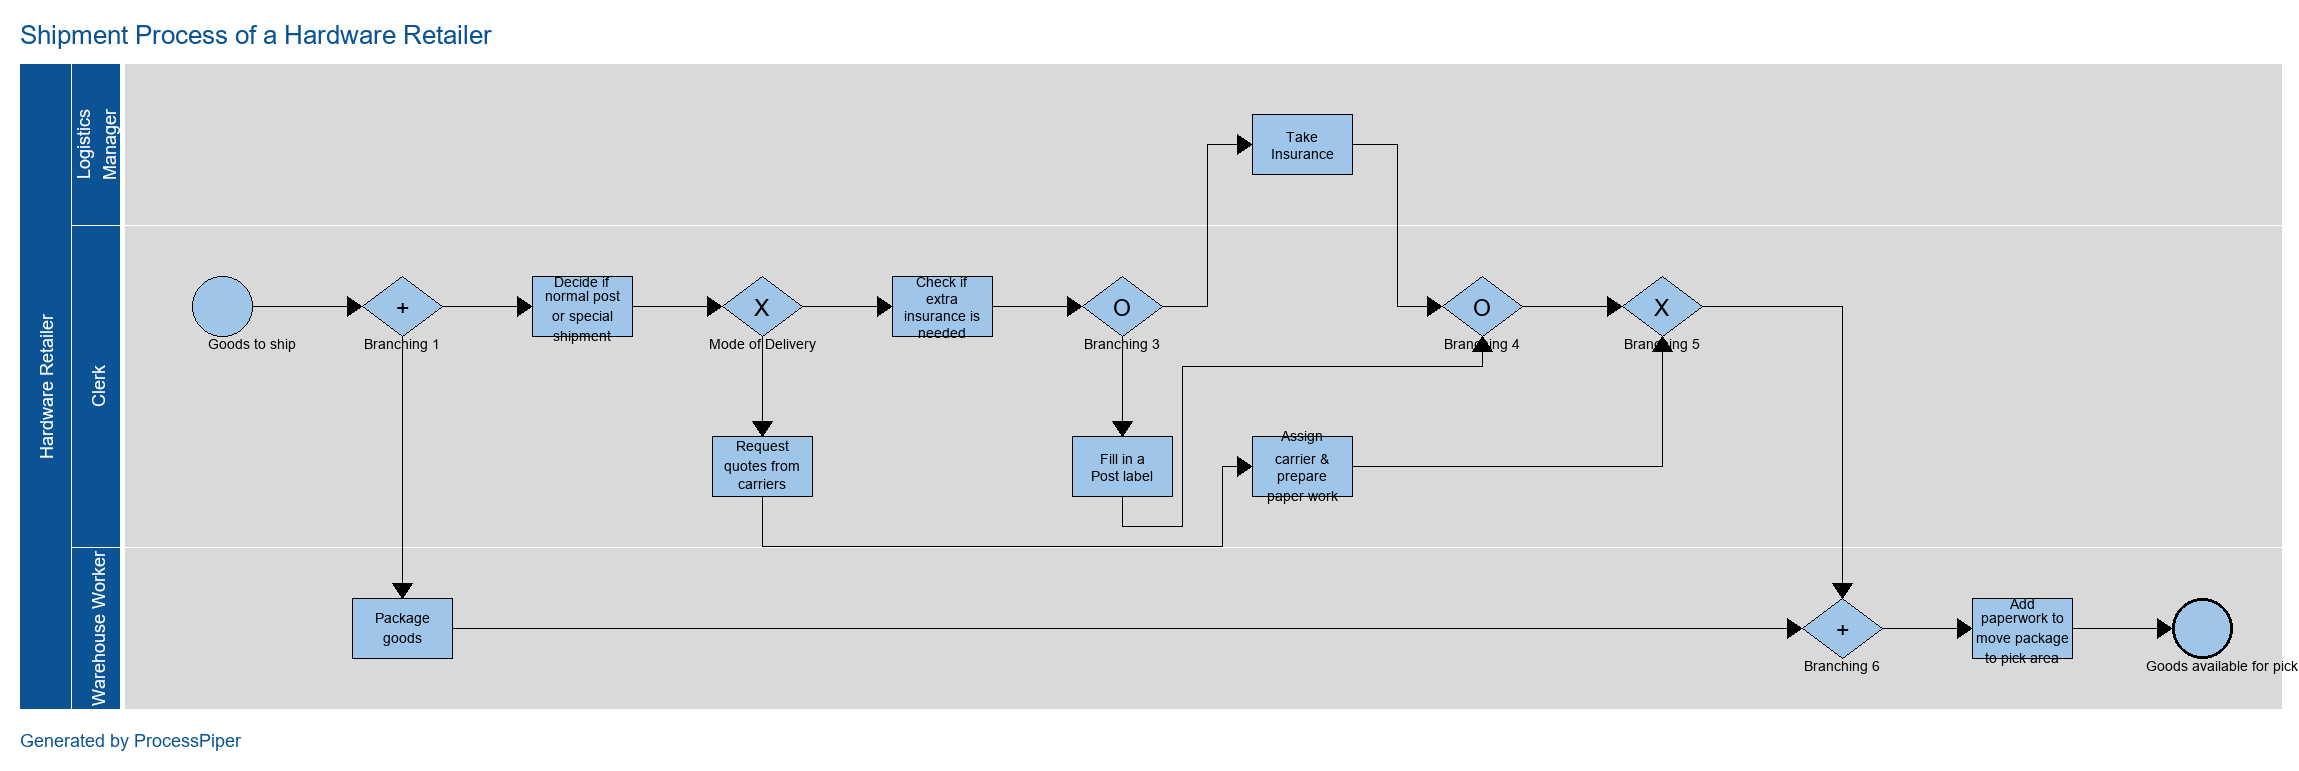 Shipment Process of a Hardware Retailer
Hardware Retailer
Logistics
Manager
Take
Insurance
Clerk
Goods to ship
+
Branching 1
Decide if
normal post
or special
shipment
X
Mode of Delivery
Check if
extra
insurance is
needed
O
Branching 3
O
Branching 4
X
Branching 5
Request
quotes from
carriers
Fill in a
Post label
Assign
carrier &
prepare
paper work
Warehouse Worker
Package
goods
+
Branching 6
Add
paperwork to
move package
to pick area
Goods available for pick
Generated by ProcessPiper